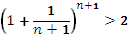 (1 + 1/(n + 1))^(n+1) > 2